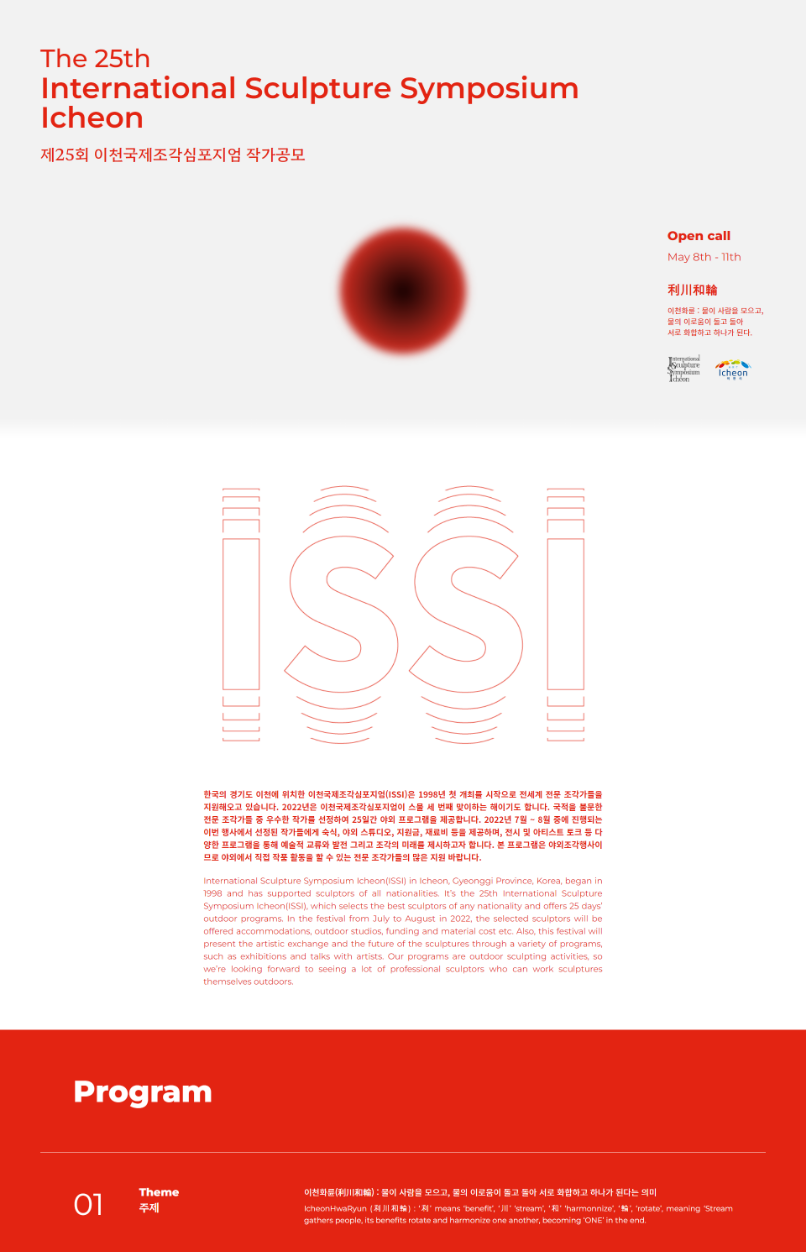 The 25th
International Sculpture Symposium
Icheon
제25회 이천국제조각심포지엄 작가공모
Open call
May 8th - 11th
利川和輪
이천화륜 : 물이 사람을 모으고,
물의 이로움이 돌고 돌아
서로 화합하고 하나가 된다.
International
Sculpture
Symposium
Icheon
Icheon
ISSI
한국의 경기도 이천에 위치한 이천국제조각심포지엄(ISSI)은 1998년 첫 개최를 시작으로 전세계 전문 조각가들을
지원해오고 있습니다. 2022년은 이천국제조각심포지엄이 스물 세 번째 맞이하는 해이기도 합니다. 국적을 불문한
전문 조각가들 중 우수한 작가를 선정하여 25일간 야외 프로그램을 제공합니다. 2022년 7월 ~ 8월 중에 진행되는
이번 행사에서 선정된 작가들에게 숙식, 야외 스튜디오, 지원금, 재료비 등을 제공하며, 전시 및 아티스트 토크 등 다
양한 프로그램을 통해 예술적 교류와 발전 그리고 조각의 미래를 제시하고자 합니다. 본 프로그램은 야외조각행사이
므로 야외에서 직접 작품 활동을 할 수 있는 전문 조각가들의 많은 지원 바랍니다.
International Sculpture Symposium Icheon(ISSI) in Icheon, Gyeonggi Province, Korea, began in
1998 and has supported sculptors of all nationalities. It's the 25th International Sculpture
Symposium Icheon(ISSI), which selects the best sculptors of any nationality and offers 25 days'
outdoor programs. In the festival from July to August in 2022, the selected sculptors will be
offered accommodations, outdoor studios, funding and material cost etc. Also, this festival will
present the artistic exchange and the future of the sculptures through a variety of programs,
such as exhibitions and talks with artists. Our programs are outdoor sculpting activities, so
we're looking forward to seeing a lot of professional sculptors who can work sculptures
themselves outdoors.
Program
01
Theme
주제
이천화륜(利川和輪) : 물이 사람을 모으고, 물의 이로움이 돌고 돌아 서로 화합하고 하나가 된다는 의미
IcheonHwaRyun (利川和輪) : '利' means 'benefit', '川' 'stream', '和' 'harmonnize', '輪', 'rotate', meaning 'Stream
gathers people, its benefits rotate and harmonize one another, becoming 'ONE' in the end.